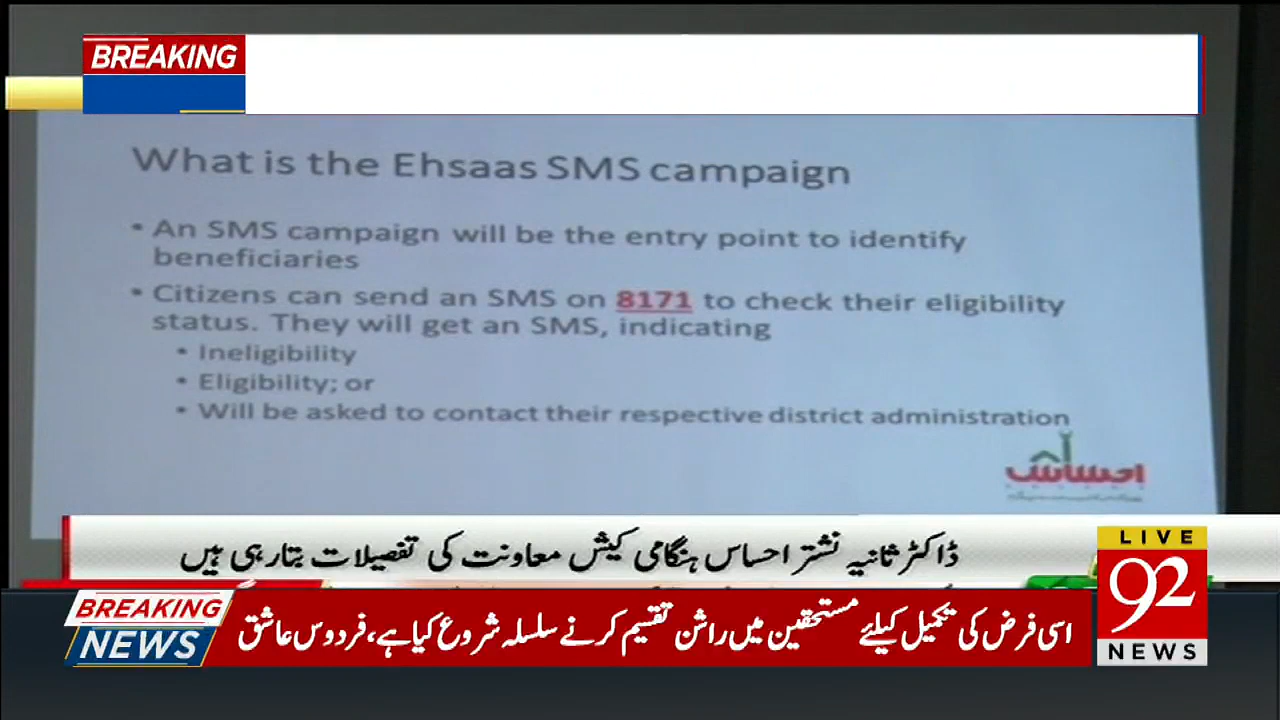 BREAKING
What is the Ehsaas SMS campaign
• An SMS campaign will be the entry point to identify
beneficiaries
• Citizens can send an SMS on 8171 to check their eligibility
status. They will get an SMS, indicating
• Ineligibility
• Eligibility; or
• Will be asked to contact their respective district administration
احساس
ڈاکٹر ثانیہ نشتر احساس ہنگامی کیش معاونت کی تفصیلات بتا رہی ہیں
LIVE
92
NEWS
BREAKING
NEWS
اسی فرض کی تکمیل کیلئے مستحقین میں راشن تقسیم کرنے سلسلہ شروع کیا ہے، فردوس عاشق